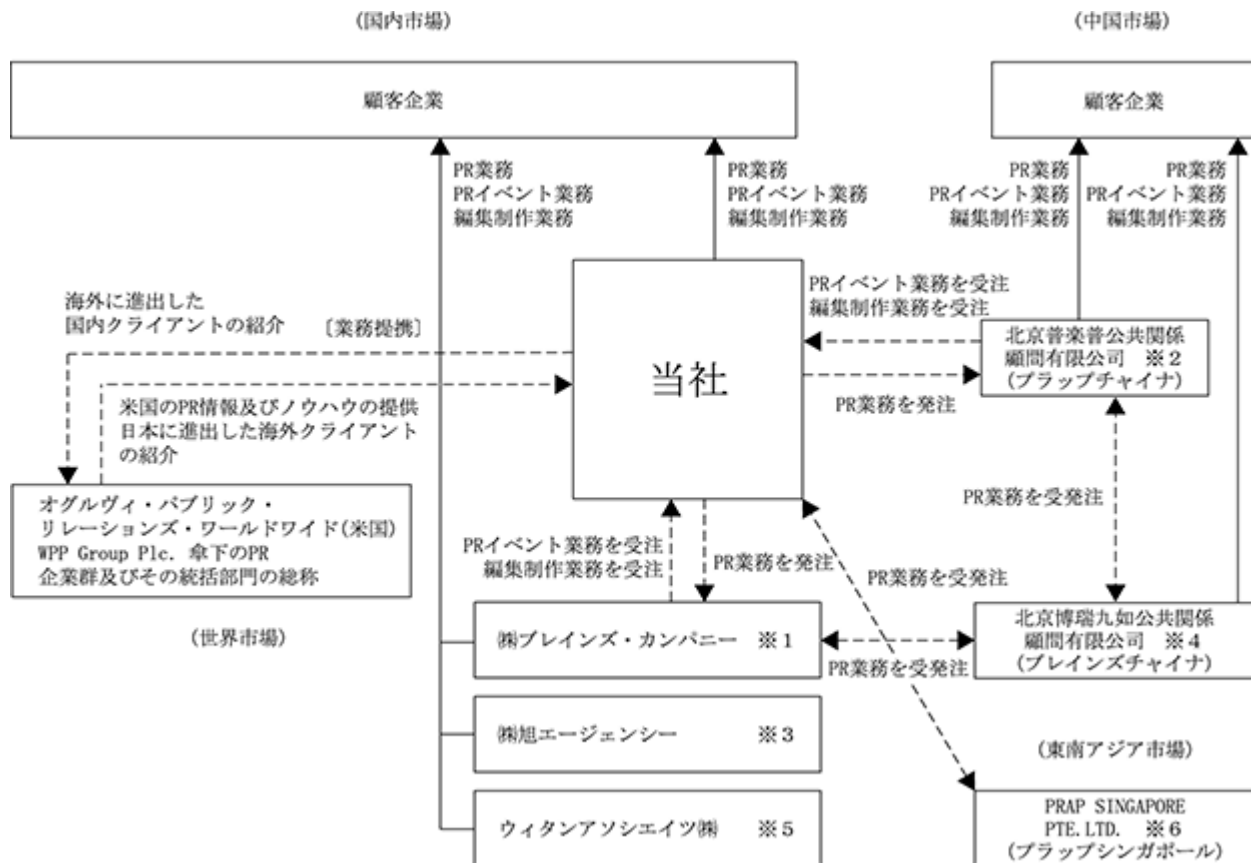 (国内市場)
(中国市場)
顧客企業
顧客企業
PR業務
PRイベント業務
編集制作業務
PR業務
PRイベント業務
編集制作業務
PR業務
PRイベント業務
編集制作業務
PR業務
PRイベント業務
編集制作業務
海外に進出した
国内クライアントの紹介
〔業務提携〕
当社
PRイベント業務を受注
編集制作業務を受注
北京普楽普公共関係
顧問有限公司 ※2
(プラップチャイナ)
PR業務を発注
米国のPR情報及びノウハウの提供
日本に進出した海外クライアント
の紹介
オグルヴィ・パブリック・
リレーションズ・ワールドワイド(米国)
WPP Group Plc. 傘下のPR
企業群及びその統括部門の総称
(世界市場)
PRイベント業務を受注
編集制作業務を受注
PR業務を発注
PR業務を受発注
PR業務を受発注
㈱ブレインズ・カンパニー ※1
PR業務を受発注
北京博瑞九如公共関係
顧問有限公司 ※4
(ブレインズチャイナ)
㈱旭エージェンシー ※3
(東南アジア市場)
ウィタンアソシエイツ㈱ ※5
PRAP SINGAPORE
PTE.LTD. ※6
(プラップシンガポール)